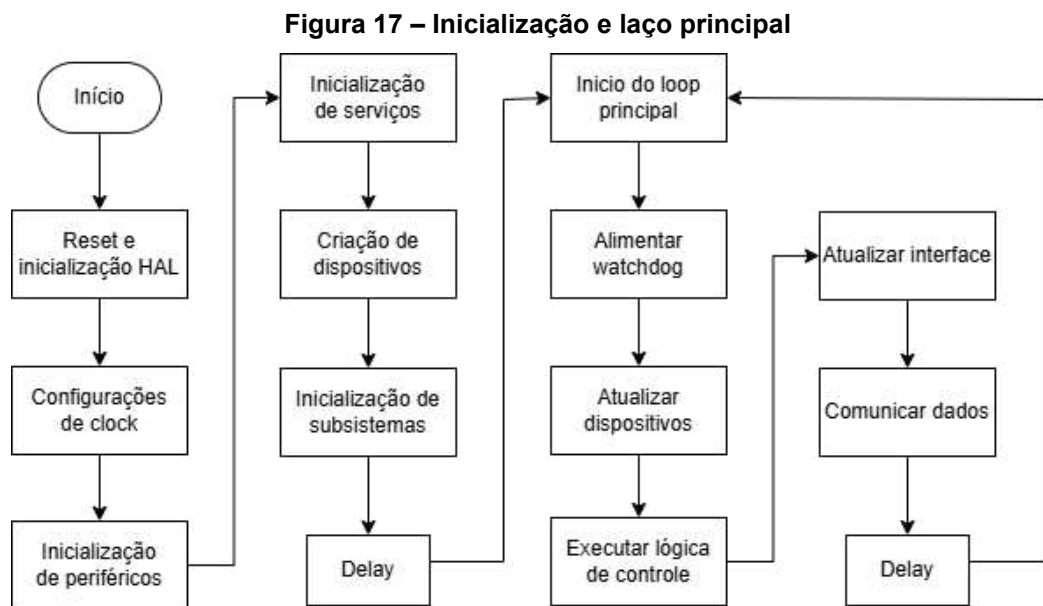 Figura 17 – Inicialização e laço principal
Início
Reset e
inicialização HAL
Configurações
de clock
Inicialização
de periféricos
Inicialização
de serviços
Criação de
dispositivos
Inicialização de
subsistemas
Delay
Inicio do loop
principal
Alimentar
watchdog
Atualizar
dispositivos
Executar lógica
de controle
Atualizar interface
Comunicar dados
Delay